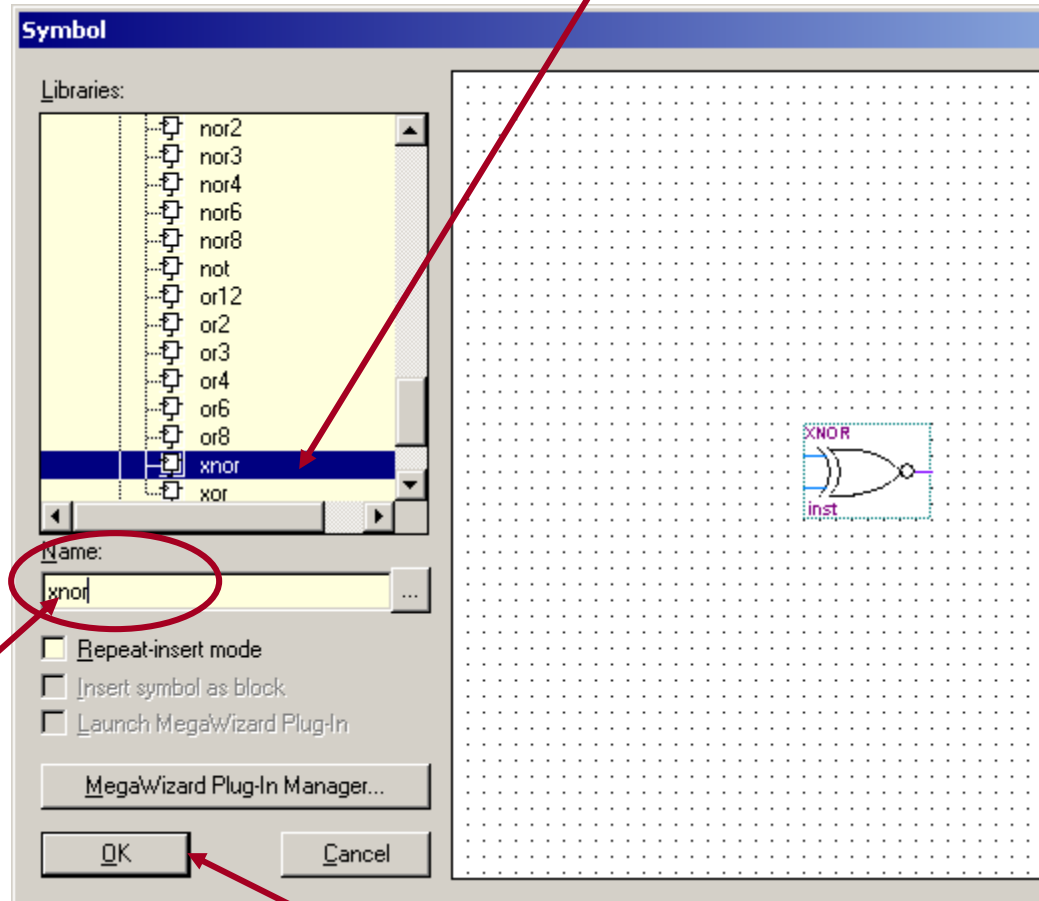 Symbol
Libraries:
nor2
nor3
nor4
nor6
nor8
not
or12
or2
or3
or4
or6
or8
xnor
xor
Name:
xnor
...
Repeat-insert mode
Insert symbol as block
Launch MegaWizard Plug-In
MegaWizard Plug-In Manager...
OK Cancel
XNOR
inst